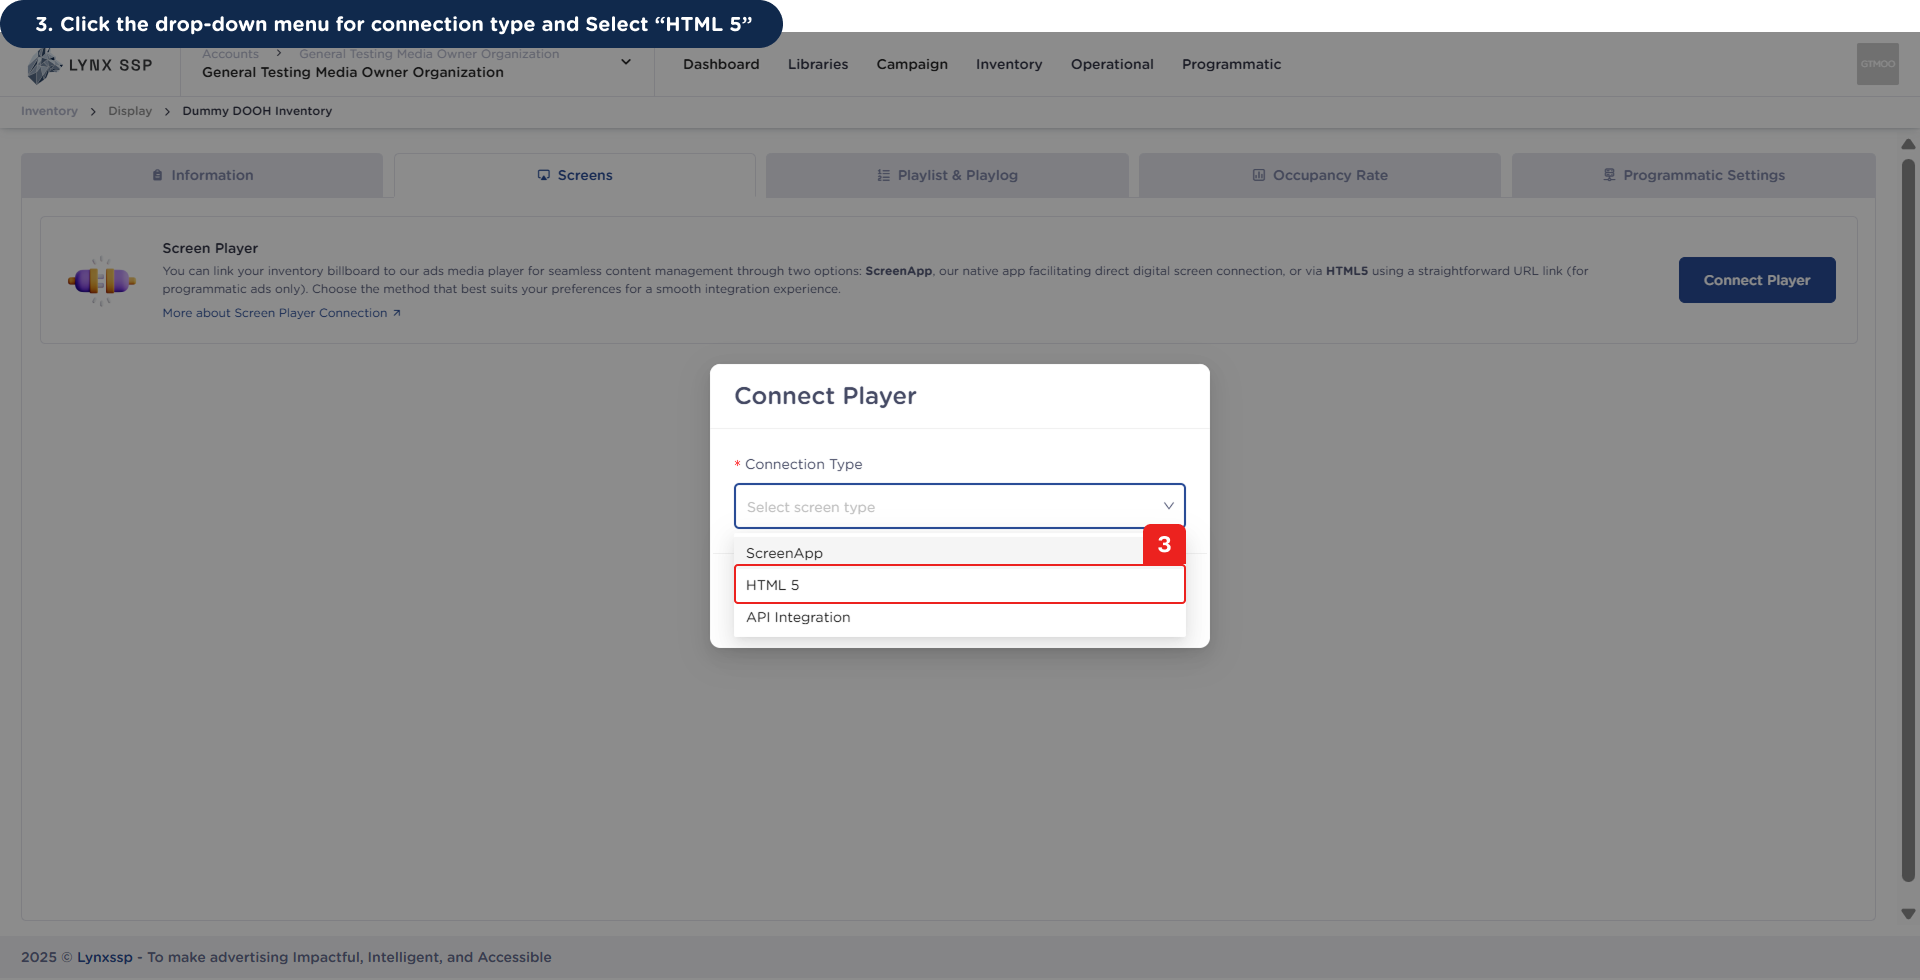 3. Click the drop-down menu for connection type and Select “HTML 5”
LYNX SSP
Accounts > General Testing Media Owner Organization
General Testing Media Owner Organization
Dashboard
Libraries
Campaign
Inventory
Operational
Programmatic
GTMOO
Inventory > Display > Dummy DOOH Inventory
Information
Screens
Playlist & Playlog
Occupancy Rate
Programmatic Settings
Screen Player
You can link your inventory billboard to our ads media player for seamless content management through two options: ScreenApp, our native app facilitating direct digital screen connection, or via HTML5 using a straightforward URL link (for
programmatic ads only). Choose the method that best suits your preferences for a smooth integration experience.
More about Screen Player Connection
Connect Player
Connect Player
* Connection Type
Select screen type
3
ScreenApp
HTML 5
API Integration
2025 © Lynxssp - To make advertising Impactful, Intelligent, and Accessible